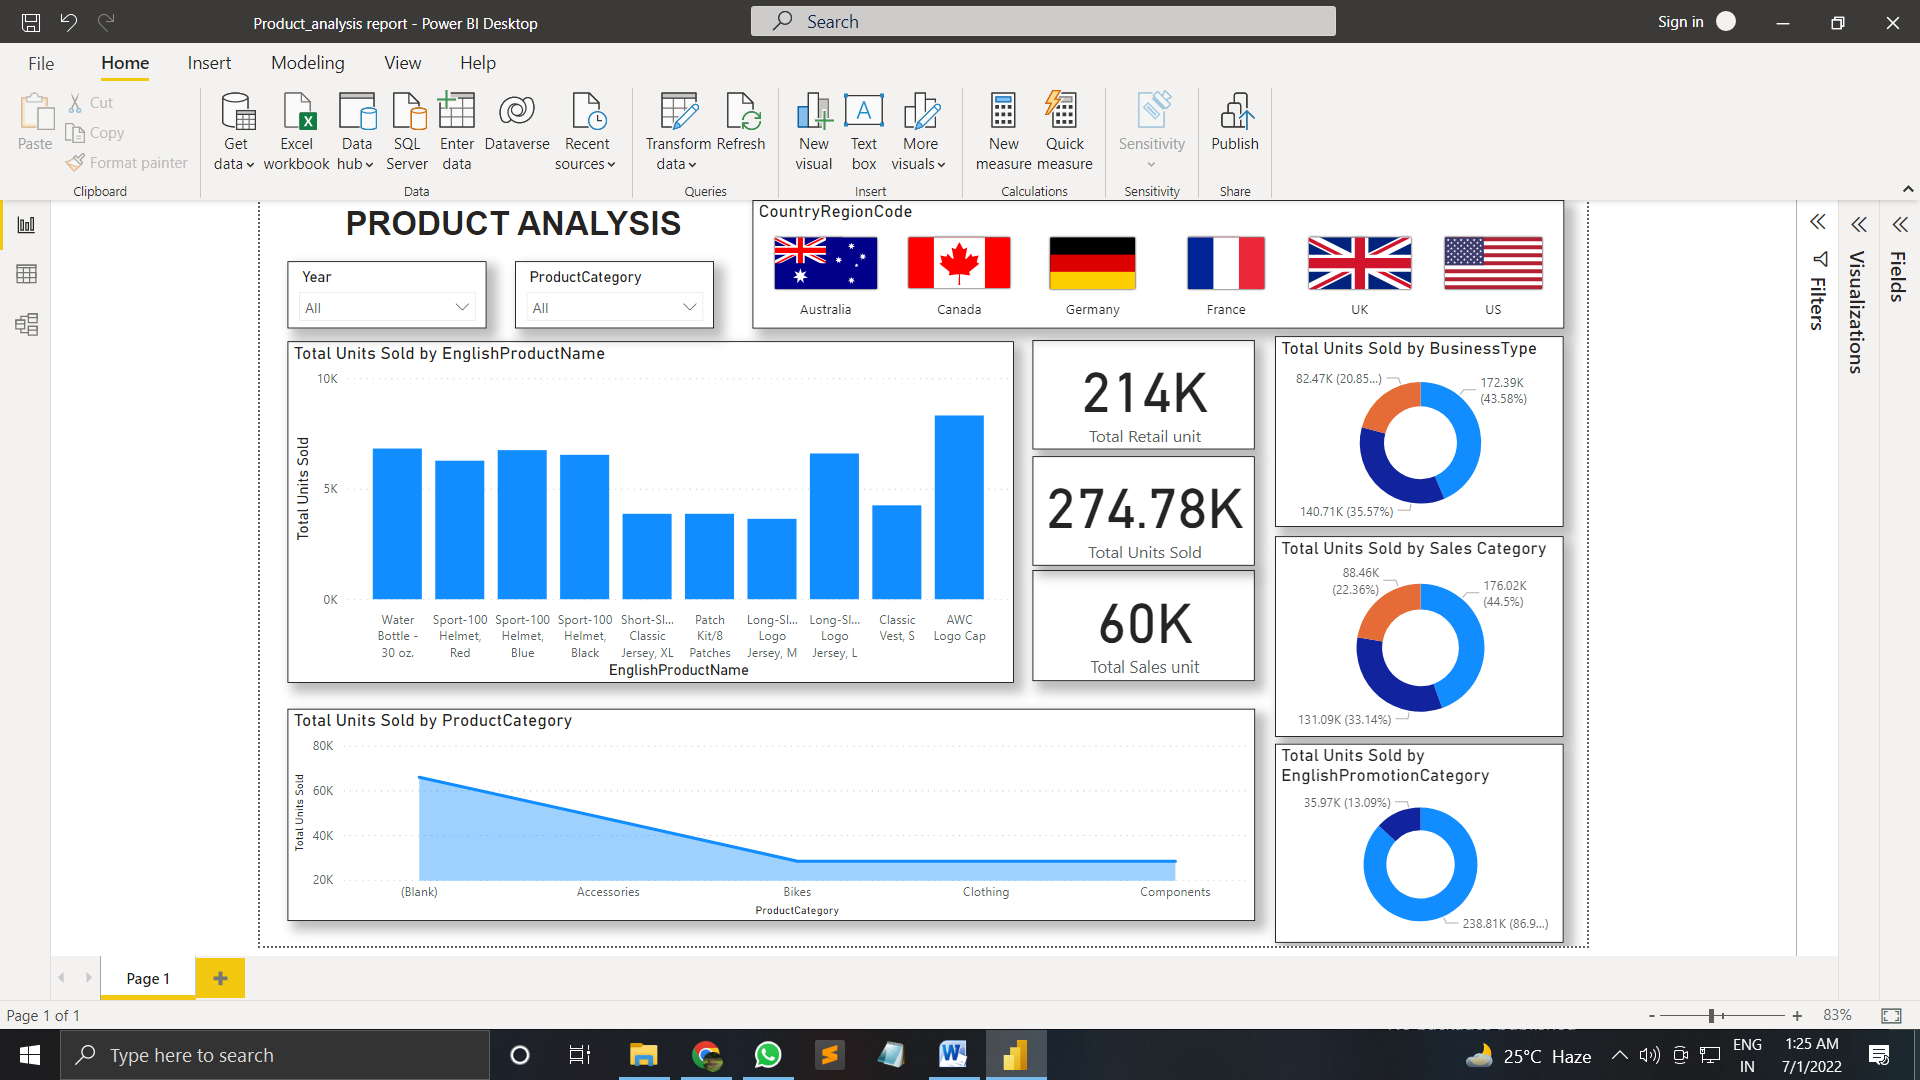 Product_analysis report - Power BI Desktop
Search
Sign in
File
Home
Insert
Modeling
View
Help
Paste
Cut
Copy
Format painter
Clipboard
Get data
Excel workbook
Data hub
SQL Server
Enter data
Dataverse
Recent sources
Data
Transform data
Refresh
Queries
New visual
Text box
More visuals
Insert
New measure
Quick measure
Calculations
Sensitivity
Sensitivity
Publish
Share
PRODUCT ANALYSIS
Year
All
ProductCategory
All
CountryRegionCode
Australia
Canada
Germany
France
UK
US
Total Units Sold by EnglishProductName
Total Units Sold
10K
5K
0K
Water Bottle - 30 oz.
Sport-100 Helmet, Red
Sport-100 Helmet, Blue
Sport-100 Helmet, Black
Short-Sl... Classic Jersey, XL
Patch Kit/8 Patches
Long-Sl... Logo Jersey, M
Long-Sl... Logo Jersey, L
Classic Vest, S
AWC Logo Cap
EnglishProductName
214K
Total Retail unit
274.78K
Total Units Sold
60K
Total Sales unit
Total Units Sold by BusinessType
82.47K (20.85...)
172.39K
(43.58%)
140.71K (35.57%)
Total Units Sold by Sales Category
88.46K
(22.36%)
176.02K
(44.5%)
131.09K (33.14%)
Total Units Sold by
EnglishPromotionCategory
35.97K (13.09%)
238.81K (86.9...)
Total Units Sold by ProductCategory
Total Units Sold
80K
60K
40K
20K
(Blank)
Accessories
Bikes
Clothing
Components
ProductCategory
Filters
Visualizations
Fields
Page 1
Page 1 of 1
- + 83%
Type here to search
25°C Haze
ENG
IN
1:25 AM
7/1/2022